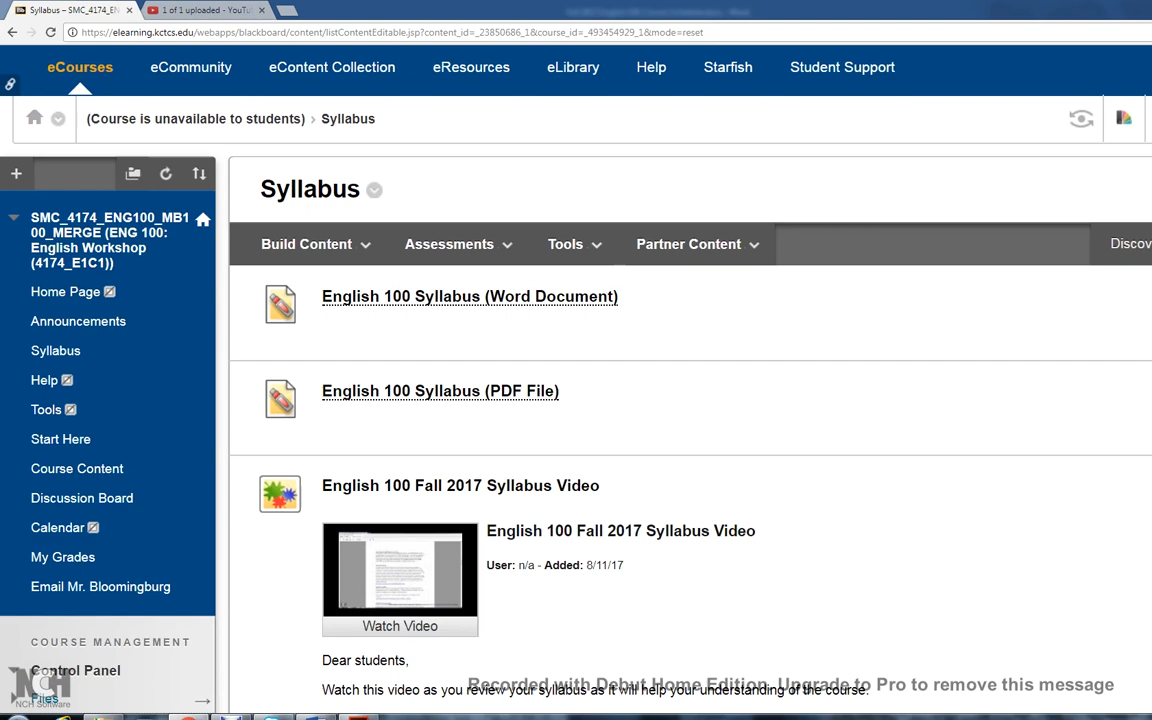 Syllabus – SMC_4174_EN
1 of 1 uploaded - YouTu
https://elearning.kctcs.edu/webapps/blackboard/content/listContentEditable.jsp?content_id=_23850686_1&course_id=_493454929_1&mode=reset
eCourses eCommunity eContent Collection eResources eLibrary Help Starfish Student Support
(Course is unavailable to students) › Syllabus
Syllabus
Build Content Assessments Tools Partner Content Discov
SMC_4174_ENG100_MB1
00_MERGE (ENG 100:
English Workshop
(4174_E1C1))
Home Page
Announcements
Syllabus
Help
Tools
Start Here
Course Content
Discussion Board
Calendar
My Grades
Email Mr. Bloomingburg
COURSE MANAGEMENT
Control Panel
Files
NCH Software
English 100 Syllabus (Word Document)
English 100 Syllabus (PDF File)
English 100 Fall 2017 Syllabus Video
English 100 Fall 2017 Syllabus Video
User: n/a - Added: 8/11/17
Watch Video
Dear students,
Watch this video as you review your syllabus as it will help your understanding of the course.
Recorded with Debut Home Edition. Upgrade to Pro to remove this message